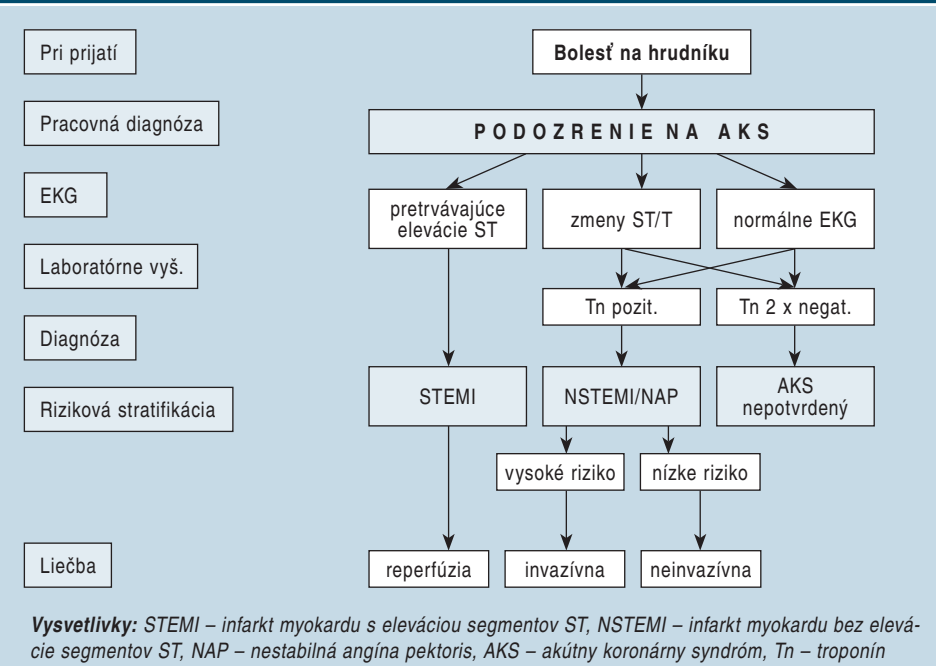 Pri prijatí
Bolesť na hrudníku
Pracovná diagnóza
PODOZRENIE NA AKS
EKG
pretrvávajúce
elevácie ST
zmeny ST/T
normálne EKG
Laboratórne vyš.
Tn pozit.
Tn 2 x negat.
Diagnóza
STEMI
NSTEMI/NAP
AKS
nepotvrdený
Riziková stratifikácia
vysoké riziko
nízke riziko
Liečba
reperfúzia
invazívna
neinvazívna
Vysvetlivky: STEMI – infarkt myokardu s eleváciou segmentov ST, NSTEMI – infarkt myokardu bez elevá-
cie segmentov ST, NAP – nestabilná angína pektoris, AKS – akútny koronárny syndróm, Tn – troponín